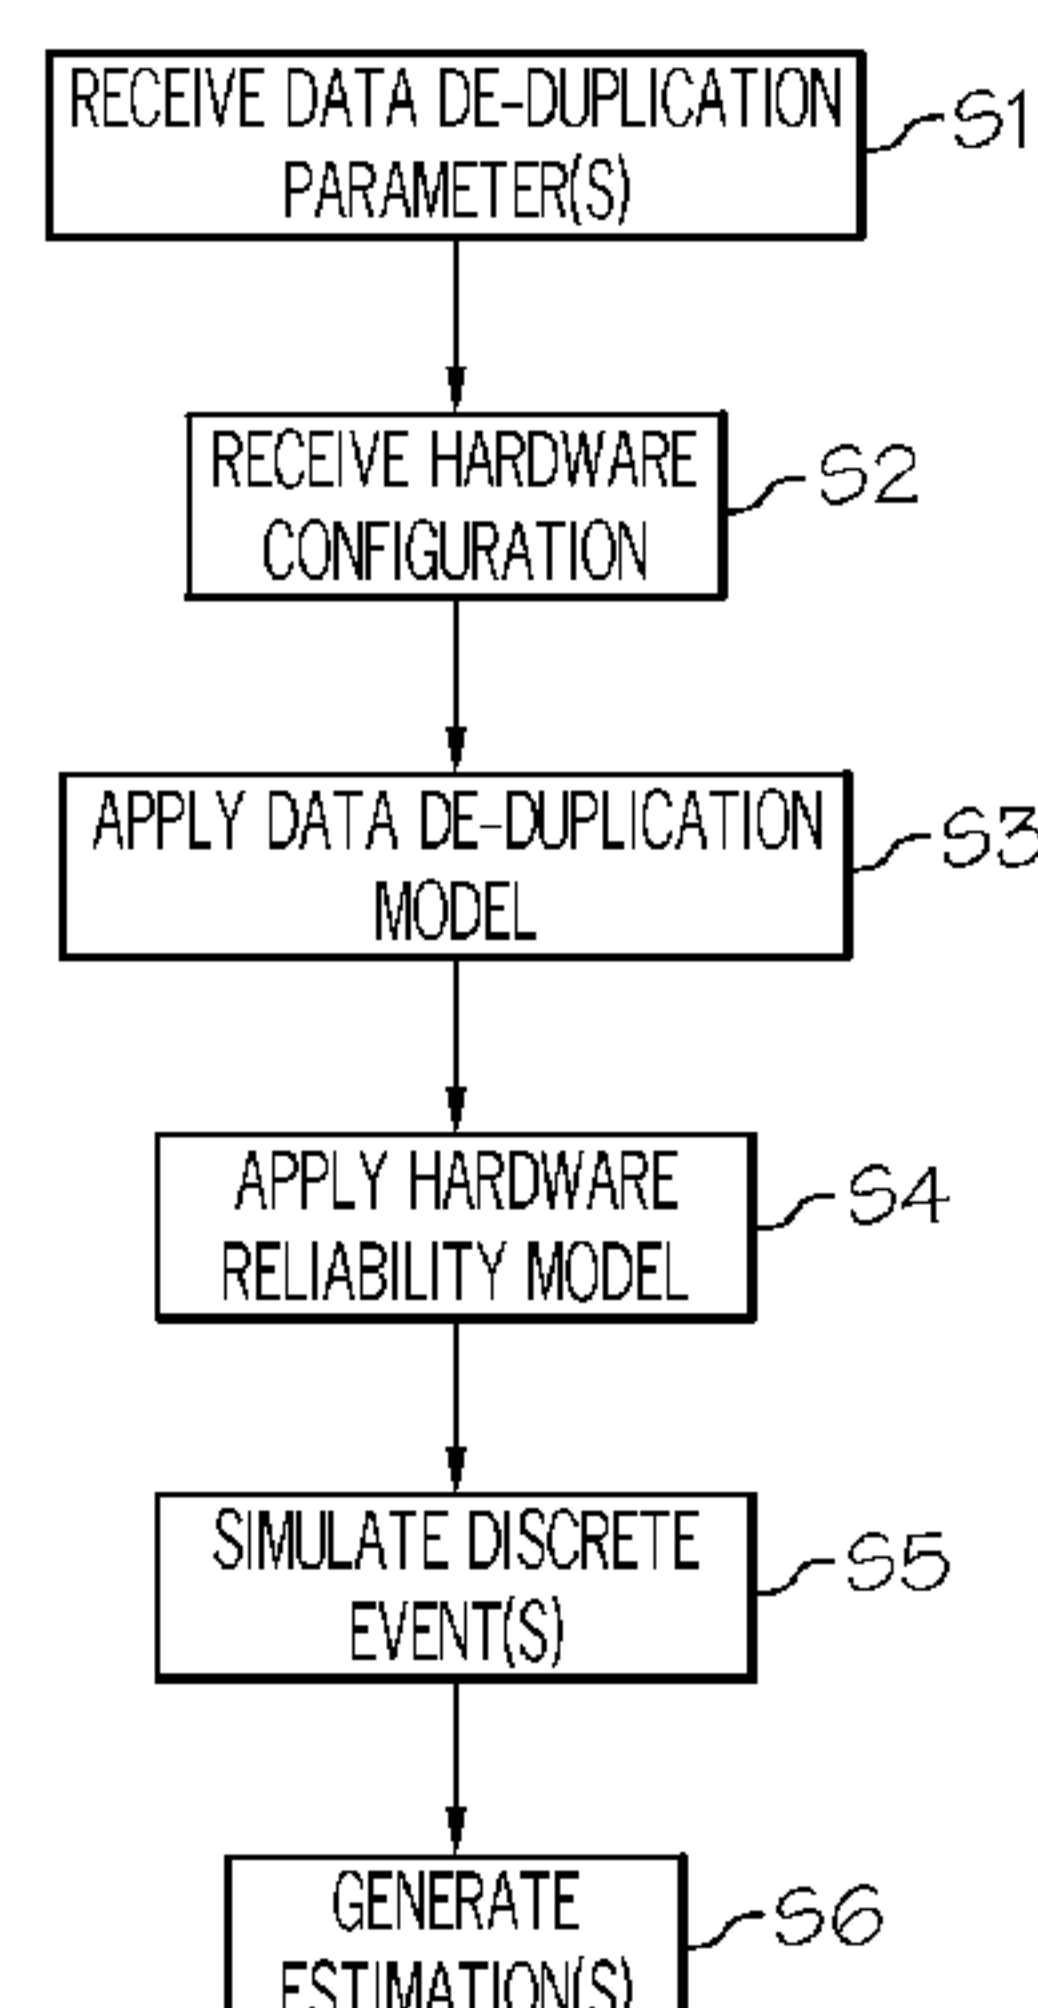 RECEIVE DATA DE-DUPLICATION
PARAMETER(S)
S1
RECEIVE HARDWARE
CONFIGURATION
S2
APPLY DATA DE-DUPLICATION
MODEL
S3
APPLY HARDWARE
RELIABILITY MODEL
S4
SIMULATE DISCRETE
EVENT(S)
S5
GENERATE
ESTIMATION(S)
S6